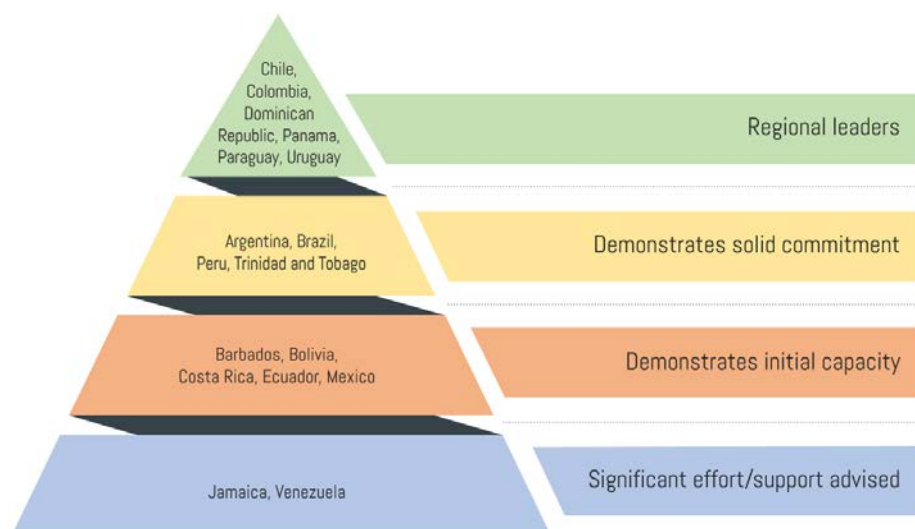 Chile,
Colombia,
Dominican
Republic, Panama,
Paraguay, Uruguay
Regional leaders
Argentina, Brazil,
Peru, Trinidad and Tobago
Demonstrates solid commitment
Barbados, Bolivia,
Costa Rica, Ecuador, Mexico
Demonstrates initial capacity
Jamaica, Venezuela
Significant effort/support advised